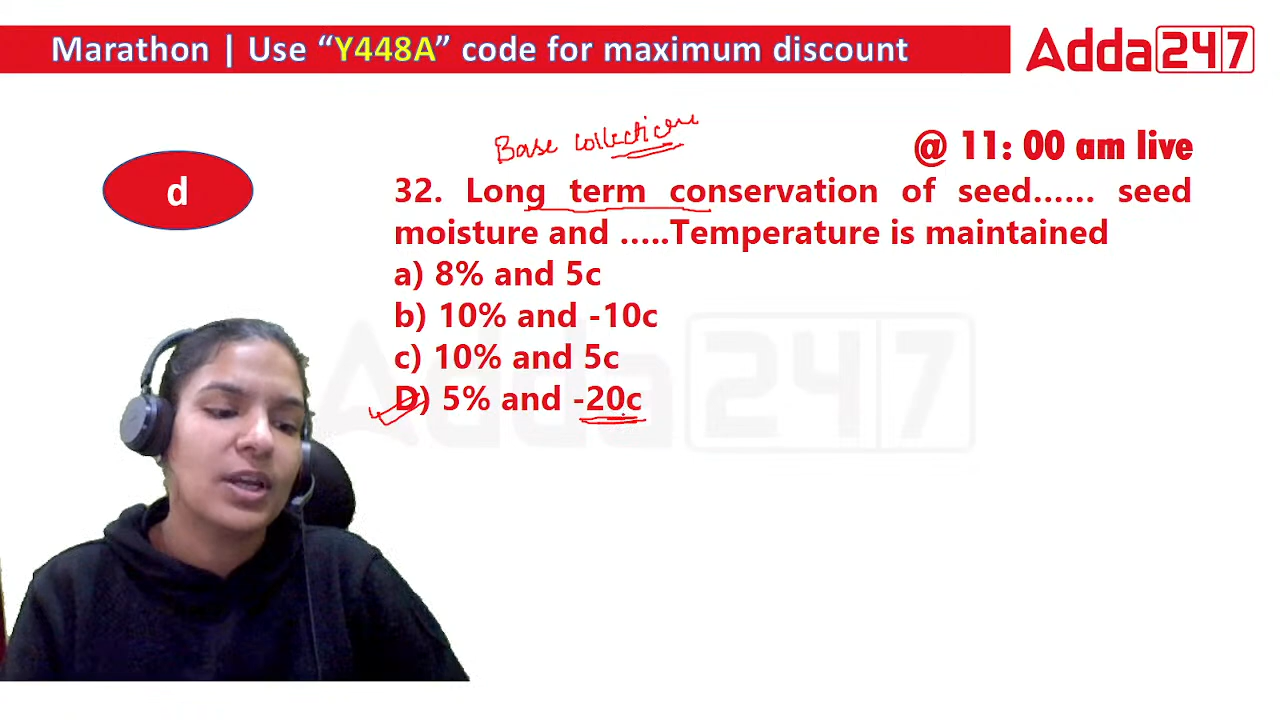 Marathon | Use “Y448A” code for maximum discount
Adda247
Base collection
@ 11: 00 am live
d
32. Long term conservation of seed…… seed
moisture and …..Temperature is maintained
a) 8% and 5c
b) 10% and -10c
c) 10% and 5c
D) 5% and -20c
Adda247